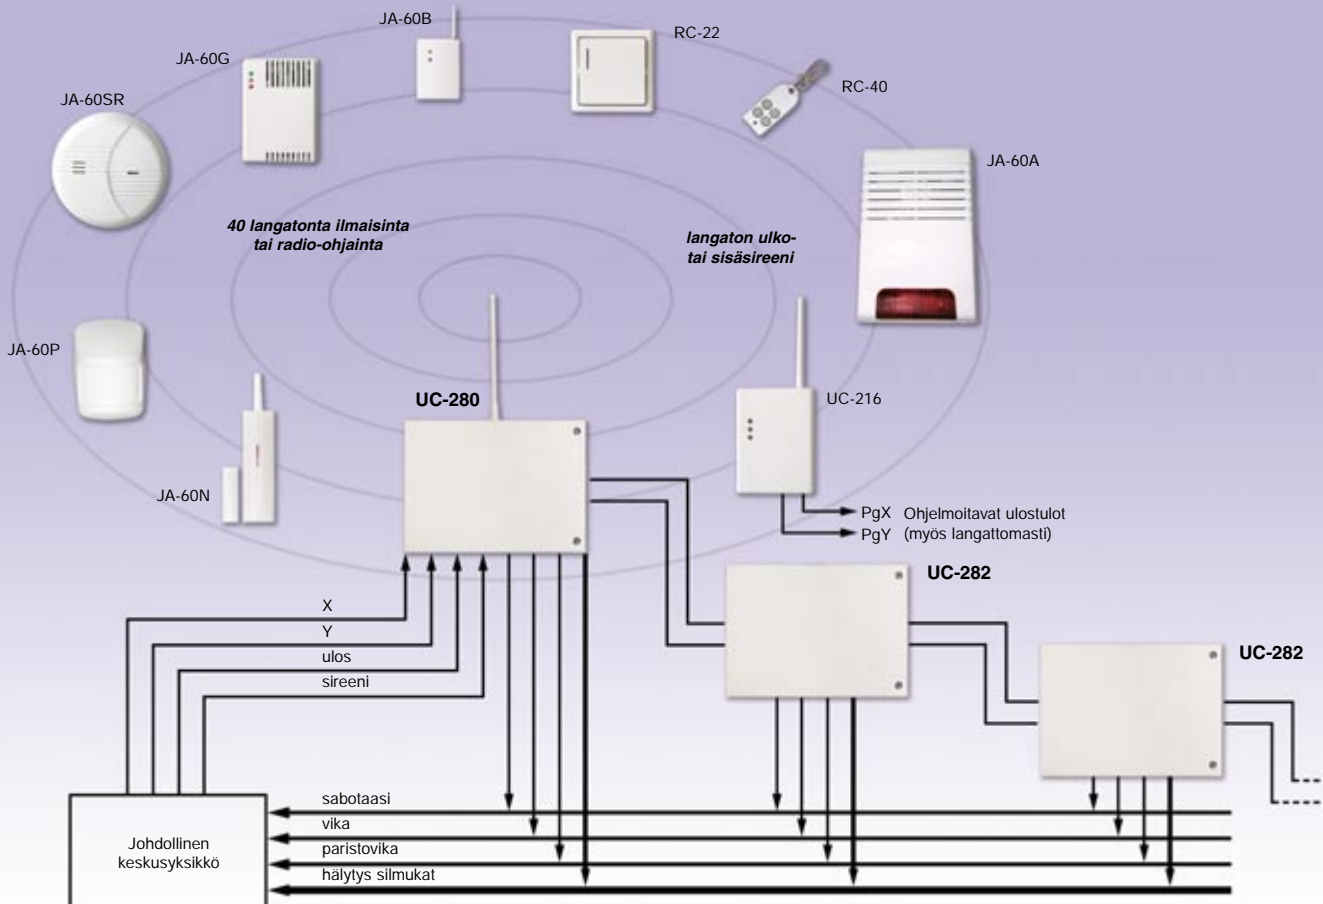 JA-60B
RC-22
JA-60G
RC-40
JA-60SR
JA-60A
40 langatonta ilmaisinta
tai radio-ohjainta
langaton ulko-
tai sisäsireeni
JA-60P
UC-280
UC-216
JA-60N
PgX Ohjelmoitavat ulostulot
PgY (myös langattomasti)
UC-282
X
Y
ulos
sireeni
UC-282
sabotaasi
vika
paristovika
hälytys silmukat
Johdollinen
keskusyksikkö